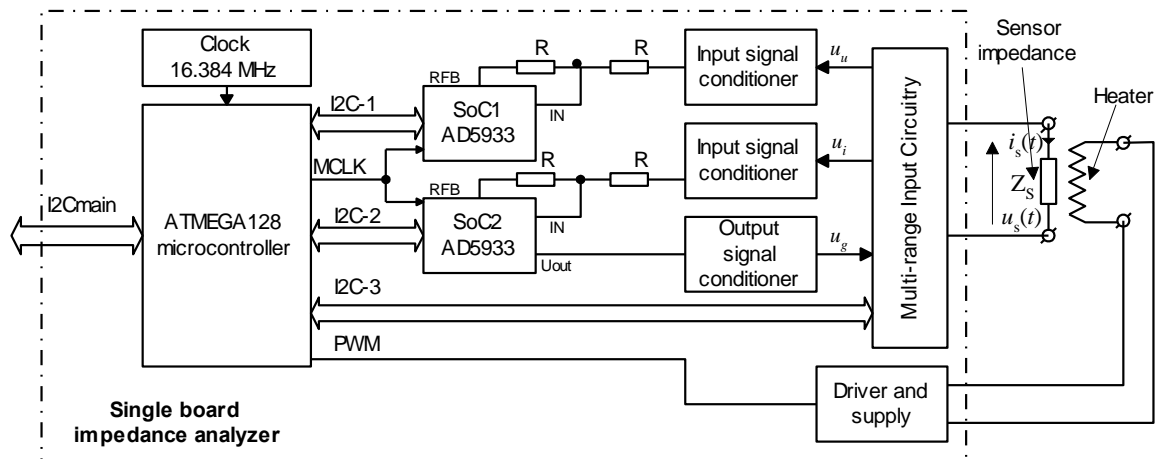 Clock
16.384 MHz
I2Cmain
ATMEGA128
microcontroller
I2C-1
MCLK
I2C-2
I2C-3
PWM
RFB
SoC1
AD5933
IN
R
R
RFB
SoC2
AD5933
IN
Uout
R
R
Input signal
conditioner
Input signal
conditioner
Output
signal
conditioner
u_u
u_i
u_g
Multi-range Input Circuitry
Sensor
impedance
Heater
i_s(t)
Z_S
u_s(t)
Driver and
supply
Single board
impedance analyzer